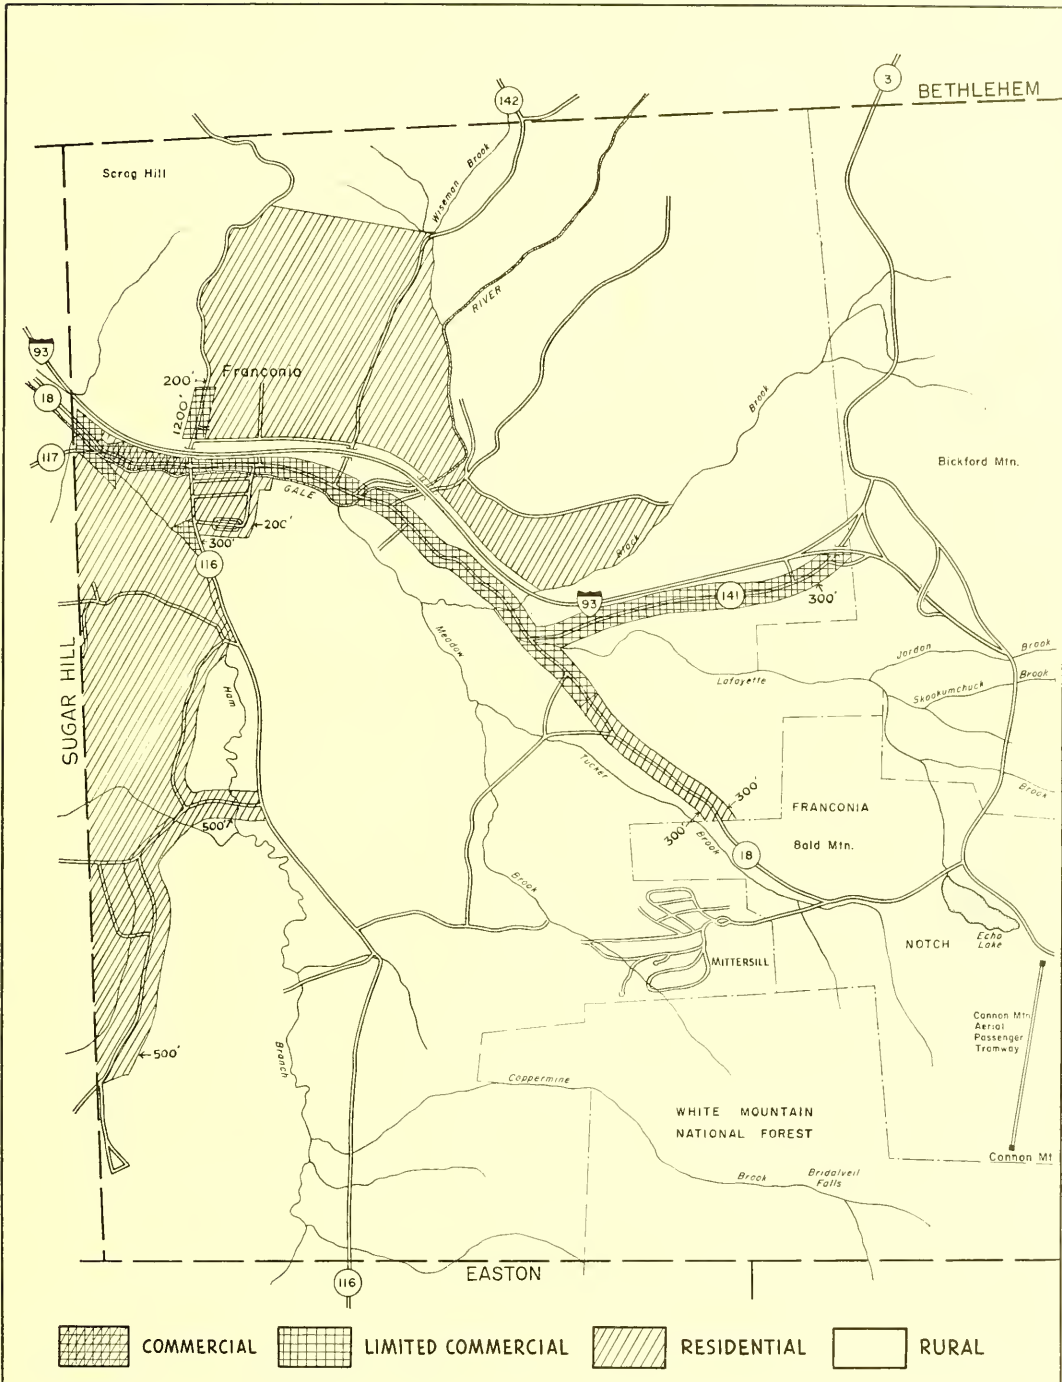 3
BETHLEHEM
142
Scrag Hill
Wiseman Brook
RIVER
93
200'
Franconia
18
1200'
Brook
117
Bickford Mtn.
GALE
200'
300'
116
Brook
93
141
300'
Meadow
Jordan
Brook
Lafayette
Skookumchuck
Brook
SUGAR HILL
Ham
Tucker
Brook
300'
FRANCONIA
500'
300'
Brook
Bald Mtn.
18
Brook
Echo
Lake
NOTCH
MITTERSILL
Cannon Mtn
Aerial
Passenger
Tramway
500'
Branch
Coppermine
WHITE MOUNTAIN
NATIONAL FOREST
Cannon Mt
Brook
Bridalveil
Falls
EASTON
116
COMMERCIAL
LIMITED COMMERCIAL
RESIDENTIAL
RURAL